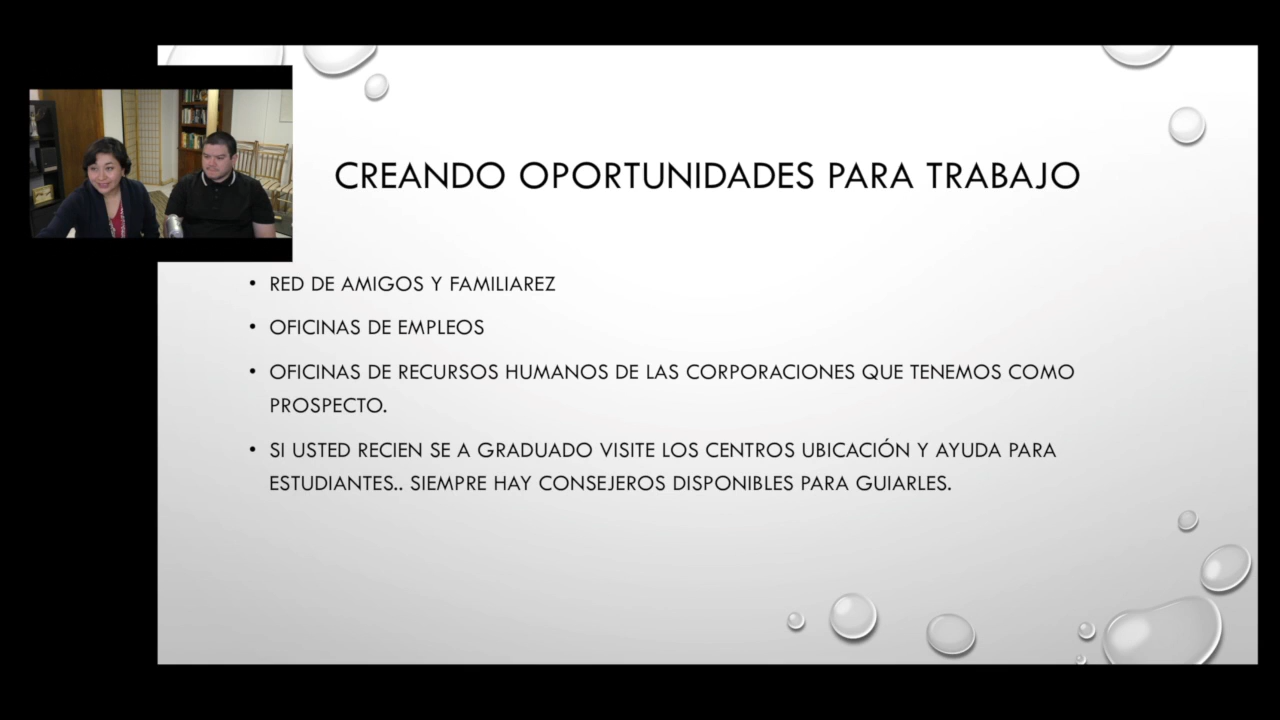 CREANDO OPORTUNIDADES PARA TRABAJO
• RED DE AMIGOS Y FAMILIAREZ
• OFICINAS DE EMPLEOS
• OFICINAS DE RECURSOS HUMANOS DE LAS CORPORACIONES QUE TENEMOS COMO
PROSPECTO.
• SI USTED RECIEN SE A GRADUADO VISITE LOS CENTROS UBICACIÓN Y AYUDA PARA
ESTUDIANTES.. SIEMPRE HAY CONSEJEROS DISPONIBLES PARA GUIARLES.